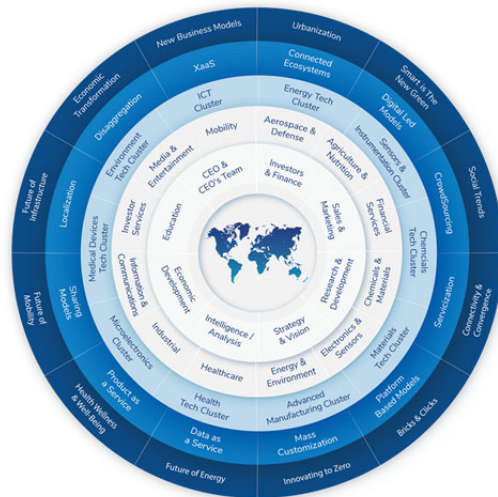 New Business Models
Urbanization
Smart is The
New Green
Social Trends
Connectivity &
Convergence
Bricks & Clicks
Innovating to Zero
Future of Energy
Health Wellness
& Well-Being
Future of
Mobility
Future of
Infrastructure
Economic
Transformation
XaaS
Connected
Ecosystems
Digital Led
Models
CrowdSourcing
Servicization
Platform
Based Models
Mass
Customization
Data as
a Service
Product as
a Service
Sharing
Models
Localization
Disaggregation
ICT
Cluster
Energy Tech
Cluster
Sensors &
Instrumentation Cluster
Chemcials
Tech Cluster
Materials
Tech Cluster
Advanced
Manufacturing Cluster
Health
Tech Cluster
Microelectronics
Cluster
Medical Devices
Tech Cluster
Environment
Tech Cluster
Mobility
Aerospace &
Defense
Agriculture &
Nutrition
Financial
Services
Chemicals &
Materials
Electronics &
Sensors
Energy &
Environment
Healthcare
Industrial
Information &
Communications
Investor
Services
Media &
Entertainment
CEO &
CEO's Team
Investors
& Finance
Sales &
Marketing
Research &
Development
Strategy
& Vision
Intelligence /
Analysis
Economic
Development
Education